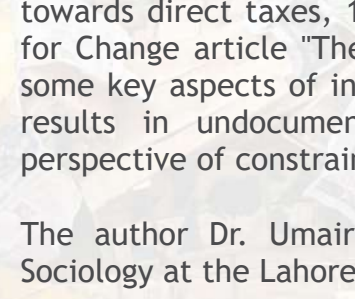 towards direct taxes, 1
for Change article "The
some key aspects of in
results in undocumen
perspective of constrain
The author Dr. Umair
Sociology at the Lahore